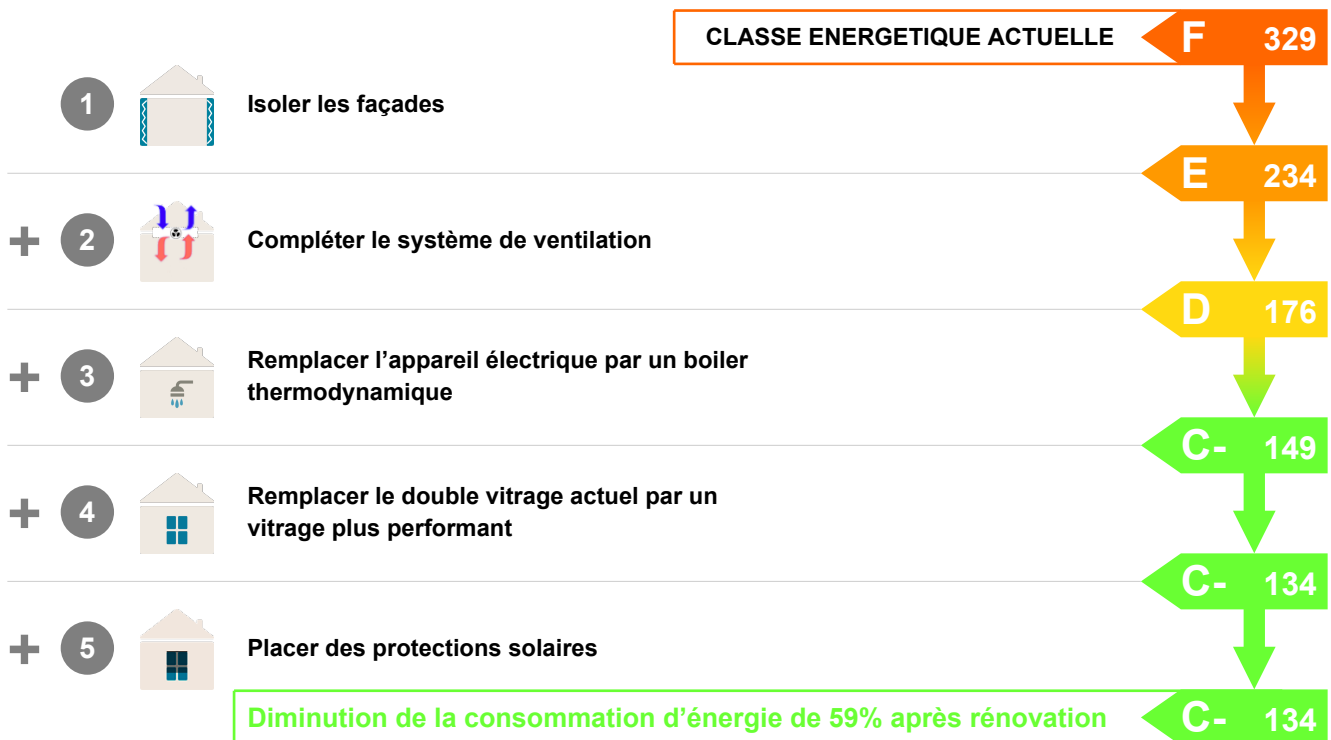 CLASSE ENERGETIQUE ACTUELLE F 329
1 Isoler les façades
E 234
+ 2 Compléter le système de ventilation
D 176
+ 3 Remplacer l’appareil électrique par un boiler
thermodynamique
C- 149
+ 4 Remplacer le double vitrage actuel par un
vitrage plus performant
C- 134
+ 5 Placer des protections solaires
Diminution de la consommation d’énergie de 59% après rénovation C- 134